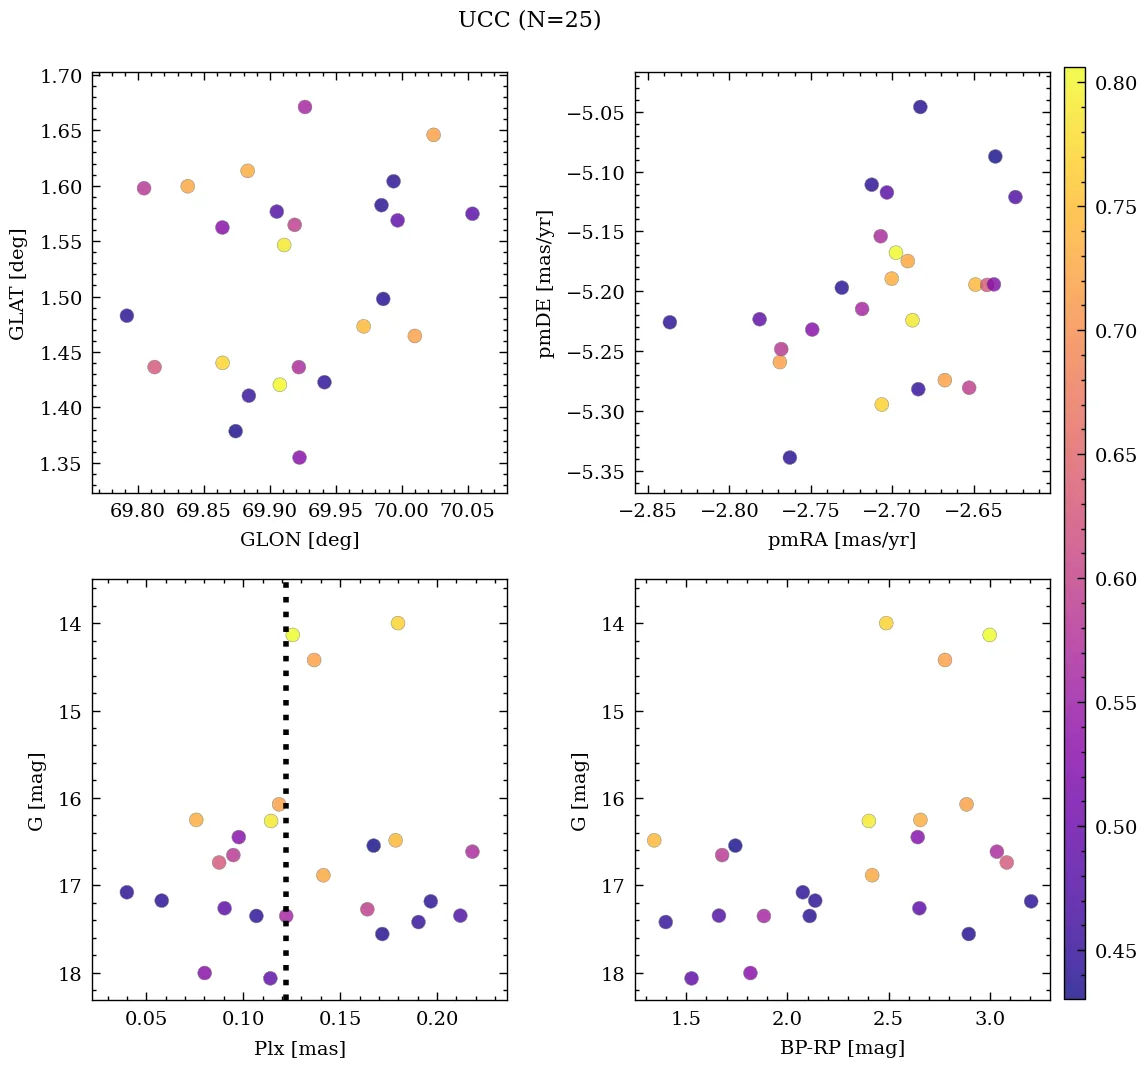 UCC (N=25)
1.70
1.65
1.60
1.55
1.50
1.45
1.40
1.35
GLAT [deg]
69.80 69.85 69.90 69.95 70.00 70.05
GLON [deg]
−5.05
−5.10
−5.15
−5.20
−5.25
−5.30
−5.35
pmDE [mas/yr]
−2.85 −2.80 −2.75 −2.70 −2.65
pmRA [mas/yr]
14
15
16
17
18
G [mag]
0.05 0.10 0.15 0.20
Plx [mas]
14
15
16
17
18
G [mag]
1.5 2.0 2.5 3.0
BP-RP [mag]
0.80
0.75
0.70
0.65
0.60
0.55
0.50
0.45